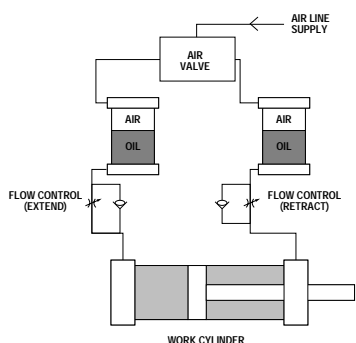 AIR LINE
SUPPLY
AIR
VALVE
AIR
OIL
AIR
OIL
FLOW CONTROL
(EXTEND)
FLOW CONTROL
(RETRACT)
WORK CYLINDER